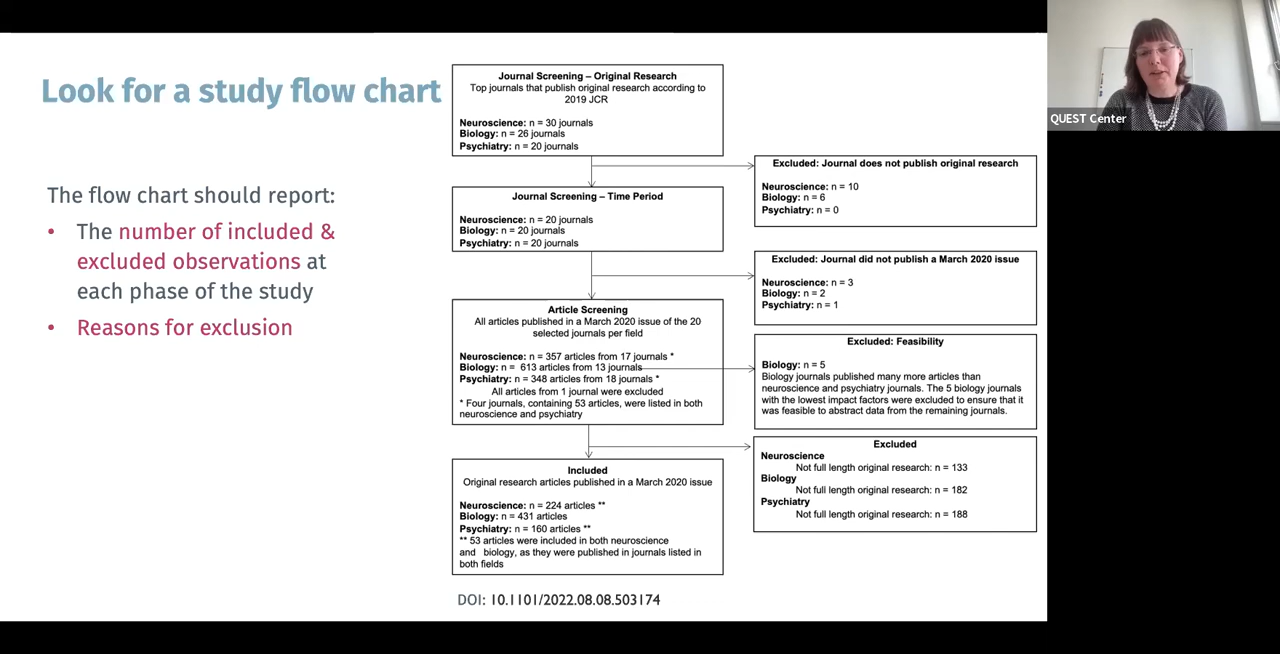 Look for a study flow chart
The flow chart should report:
• The number of included &
excluded observations at
each phase of the study
• Reasons for exclusion
Journal Screening – Original Research
Top journals that publish original research according to
2019 JCR
Neuroscience: n = 30 journals
Biology: n = 26 journals
Psychiatry: n = 20 journals
Excluded: Journal does not publish original research
Neuroscience: n = 10
Biology: n = 6
Psychiatry: n = 0
Journal Screening – Time Period
Neuroscience: n = 20 journals
Biology: n = 20 journals
Psychiatry: n = 20 journals
Excluded: Journal did not publish a March 2020 issue
Neuroscience: n = 3
Biology: n = 2
Psychiatry: n = 1
Article Screening
All articles published in a March 2020 issue of the 20
selected journals per field
Neuroscience: n = 357 articles from 17 journals *
Biology: n = 613 articles from 13 journals
Psychiatry: n = 348 articles from 18 journals *
All articles from 1 journal were excluded
* Four journals, containing 53 articles, were listed in both
neuroscience and psychiatry
Excluded: Feasibility
Biology: n = 5
Biology journals published many more articles than
neuroscience and psychiatry journals. The 5 biology journals
with the lowest impact factors were excluded to ensure that it
was feasible to abstract data from the remaining journals.
Excluded
Neuroscience
Not full length original research: n = 133
Biology
Not full length original research: n = 182
Psychiatry
Not full length original research: n = 188
Included
Original research articles published in a March 2020 issue
Neuroscience: n = 224 articles **
Biology: n = 431 articles
Psychiatry: n = 160 articles **
** 53 articles were included in both neuroscience
and biology, as they were published in journals listed in
both fields
DOI: 10.1101/2022.08.08.503174
QUEST Center